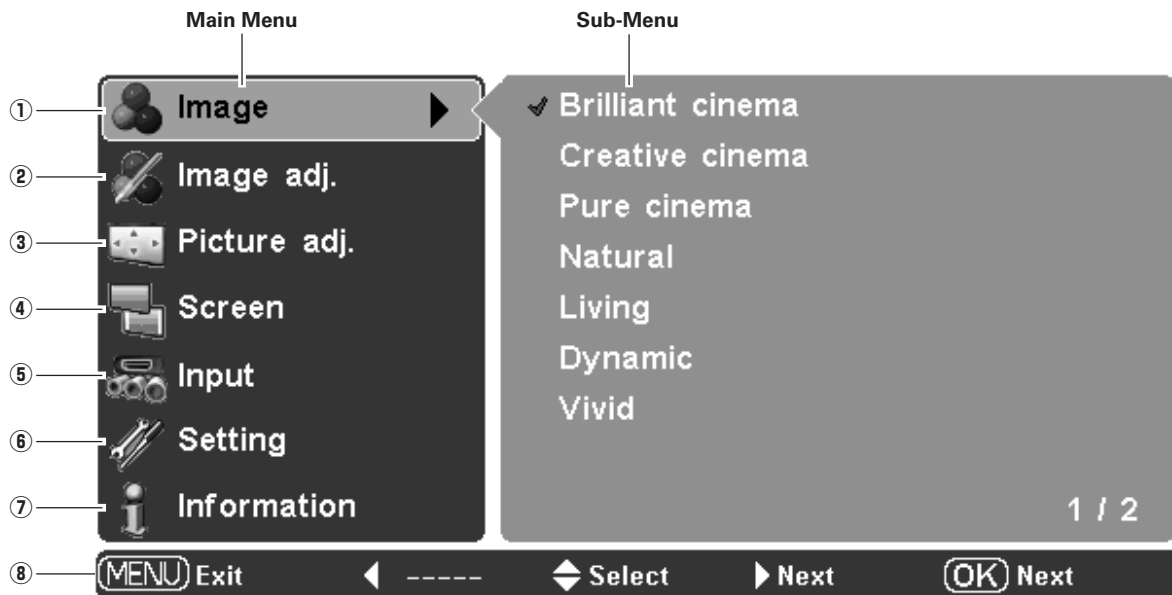 Main Menu
Sub-Menu
① Image
② Image adj.
③ Picture adj.
④ Screen
⑤ Input
⑥ Setting
⑦ Information
Brilliant cinema
Creative cinema
Pure cinema
Natural
Living
Dynamic
Vivid
1 / 2
⑧ MENU Exit ◀ ----- Select ▶ Next OK Next